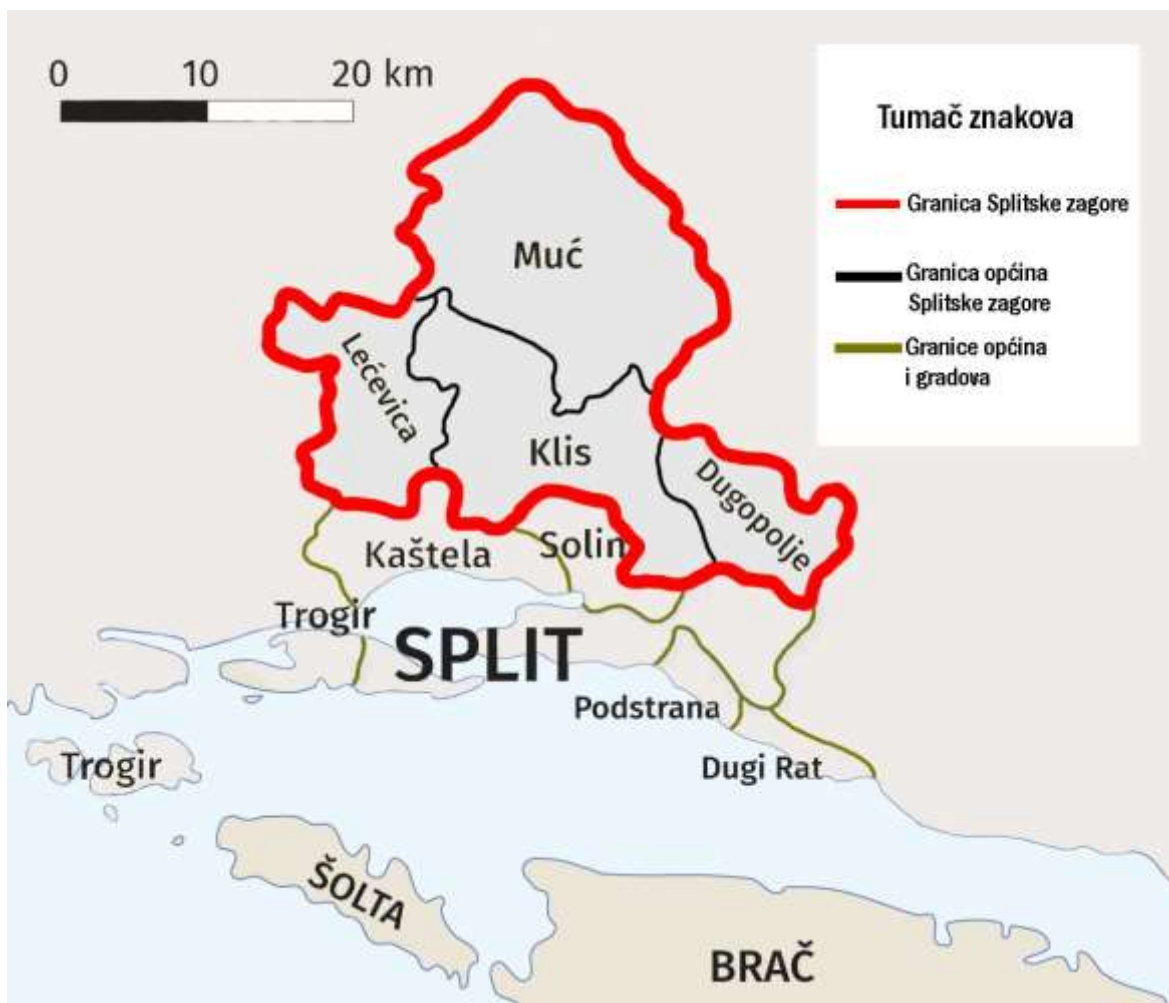 0 10 20 km
Tumač znakova
Granica Splitske zagore
Granica općina
Splitske zagore
Granice općina
i gradova
Muć
Lećevica
Klis
Dugopolje
Solin
Kaštela
Trogir
SPLIT
Podstrana
Trogir
Dugi Rat
ŠOLTA
BRAČ